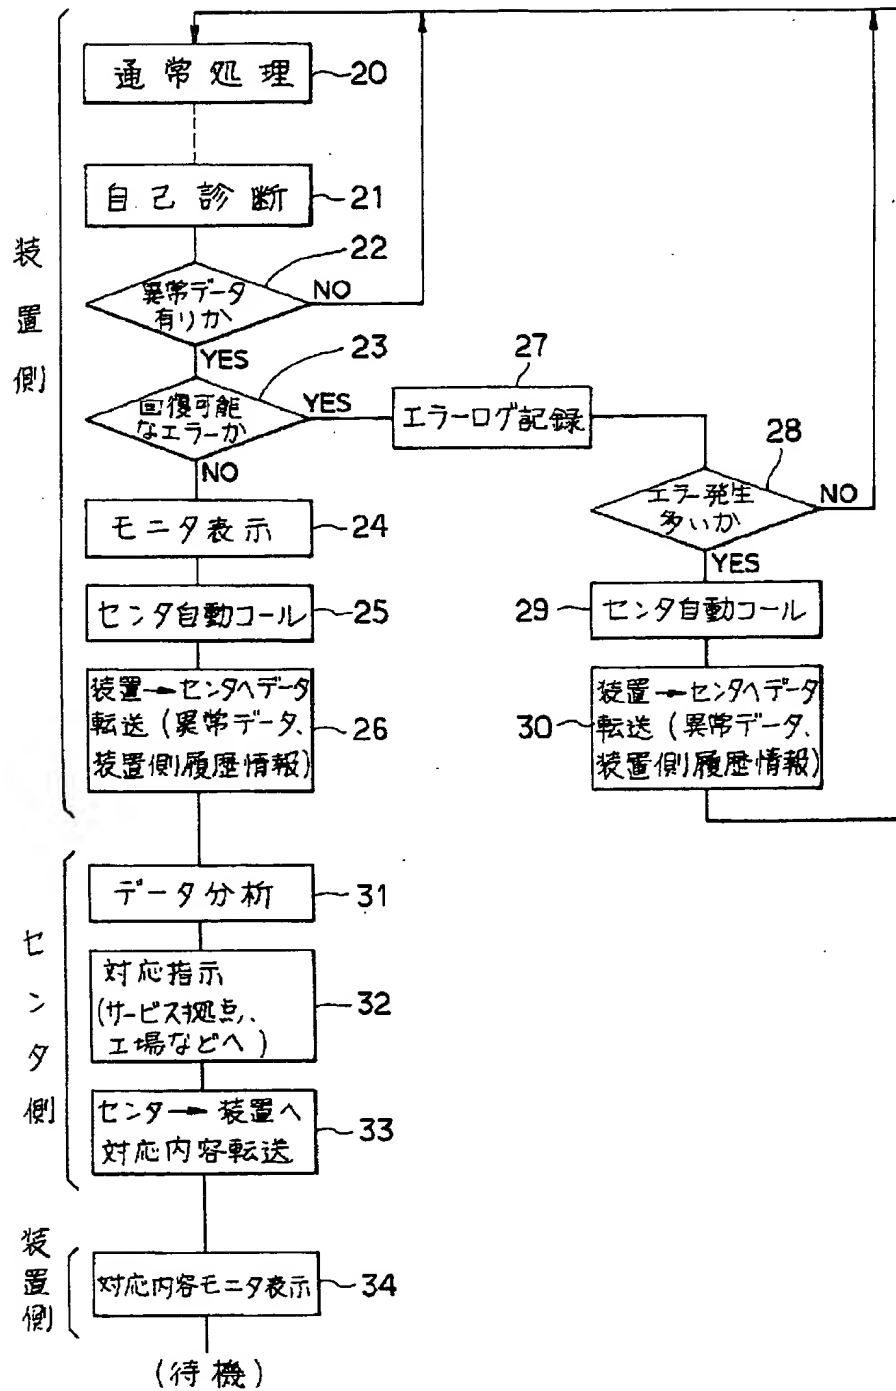 通常処理
20
自己診断
21
異常データ
有りか
22
NO
YES
回復可能
なエラーか
23
YES
NO
エラーログ記録
27
エラー発生
多いか
28
NO
YES
モニタ表示
24
センタ自動コール
25
装置→センタへデータ
転送(異常データ、
装置側履歴情報)
26
29
センタ自動コール
30
装置→センタへデータ
転送(異常データ、
装置側履歴情報)
装置側
データ分析
31
対応指示
(サービス拠点、
工場などへ)
32
センター→装置へ
対応内容転送
33
センタ側
対応内容モニタ表示
34
装置側
(待機)